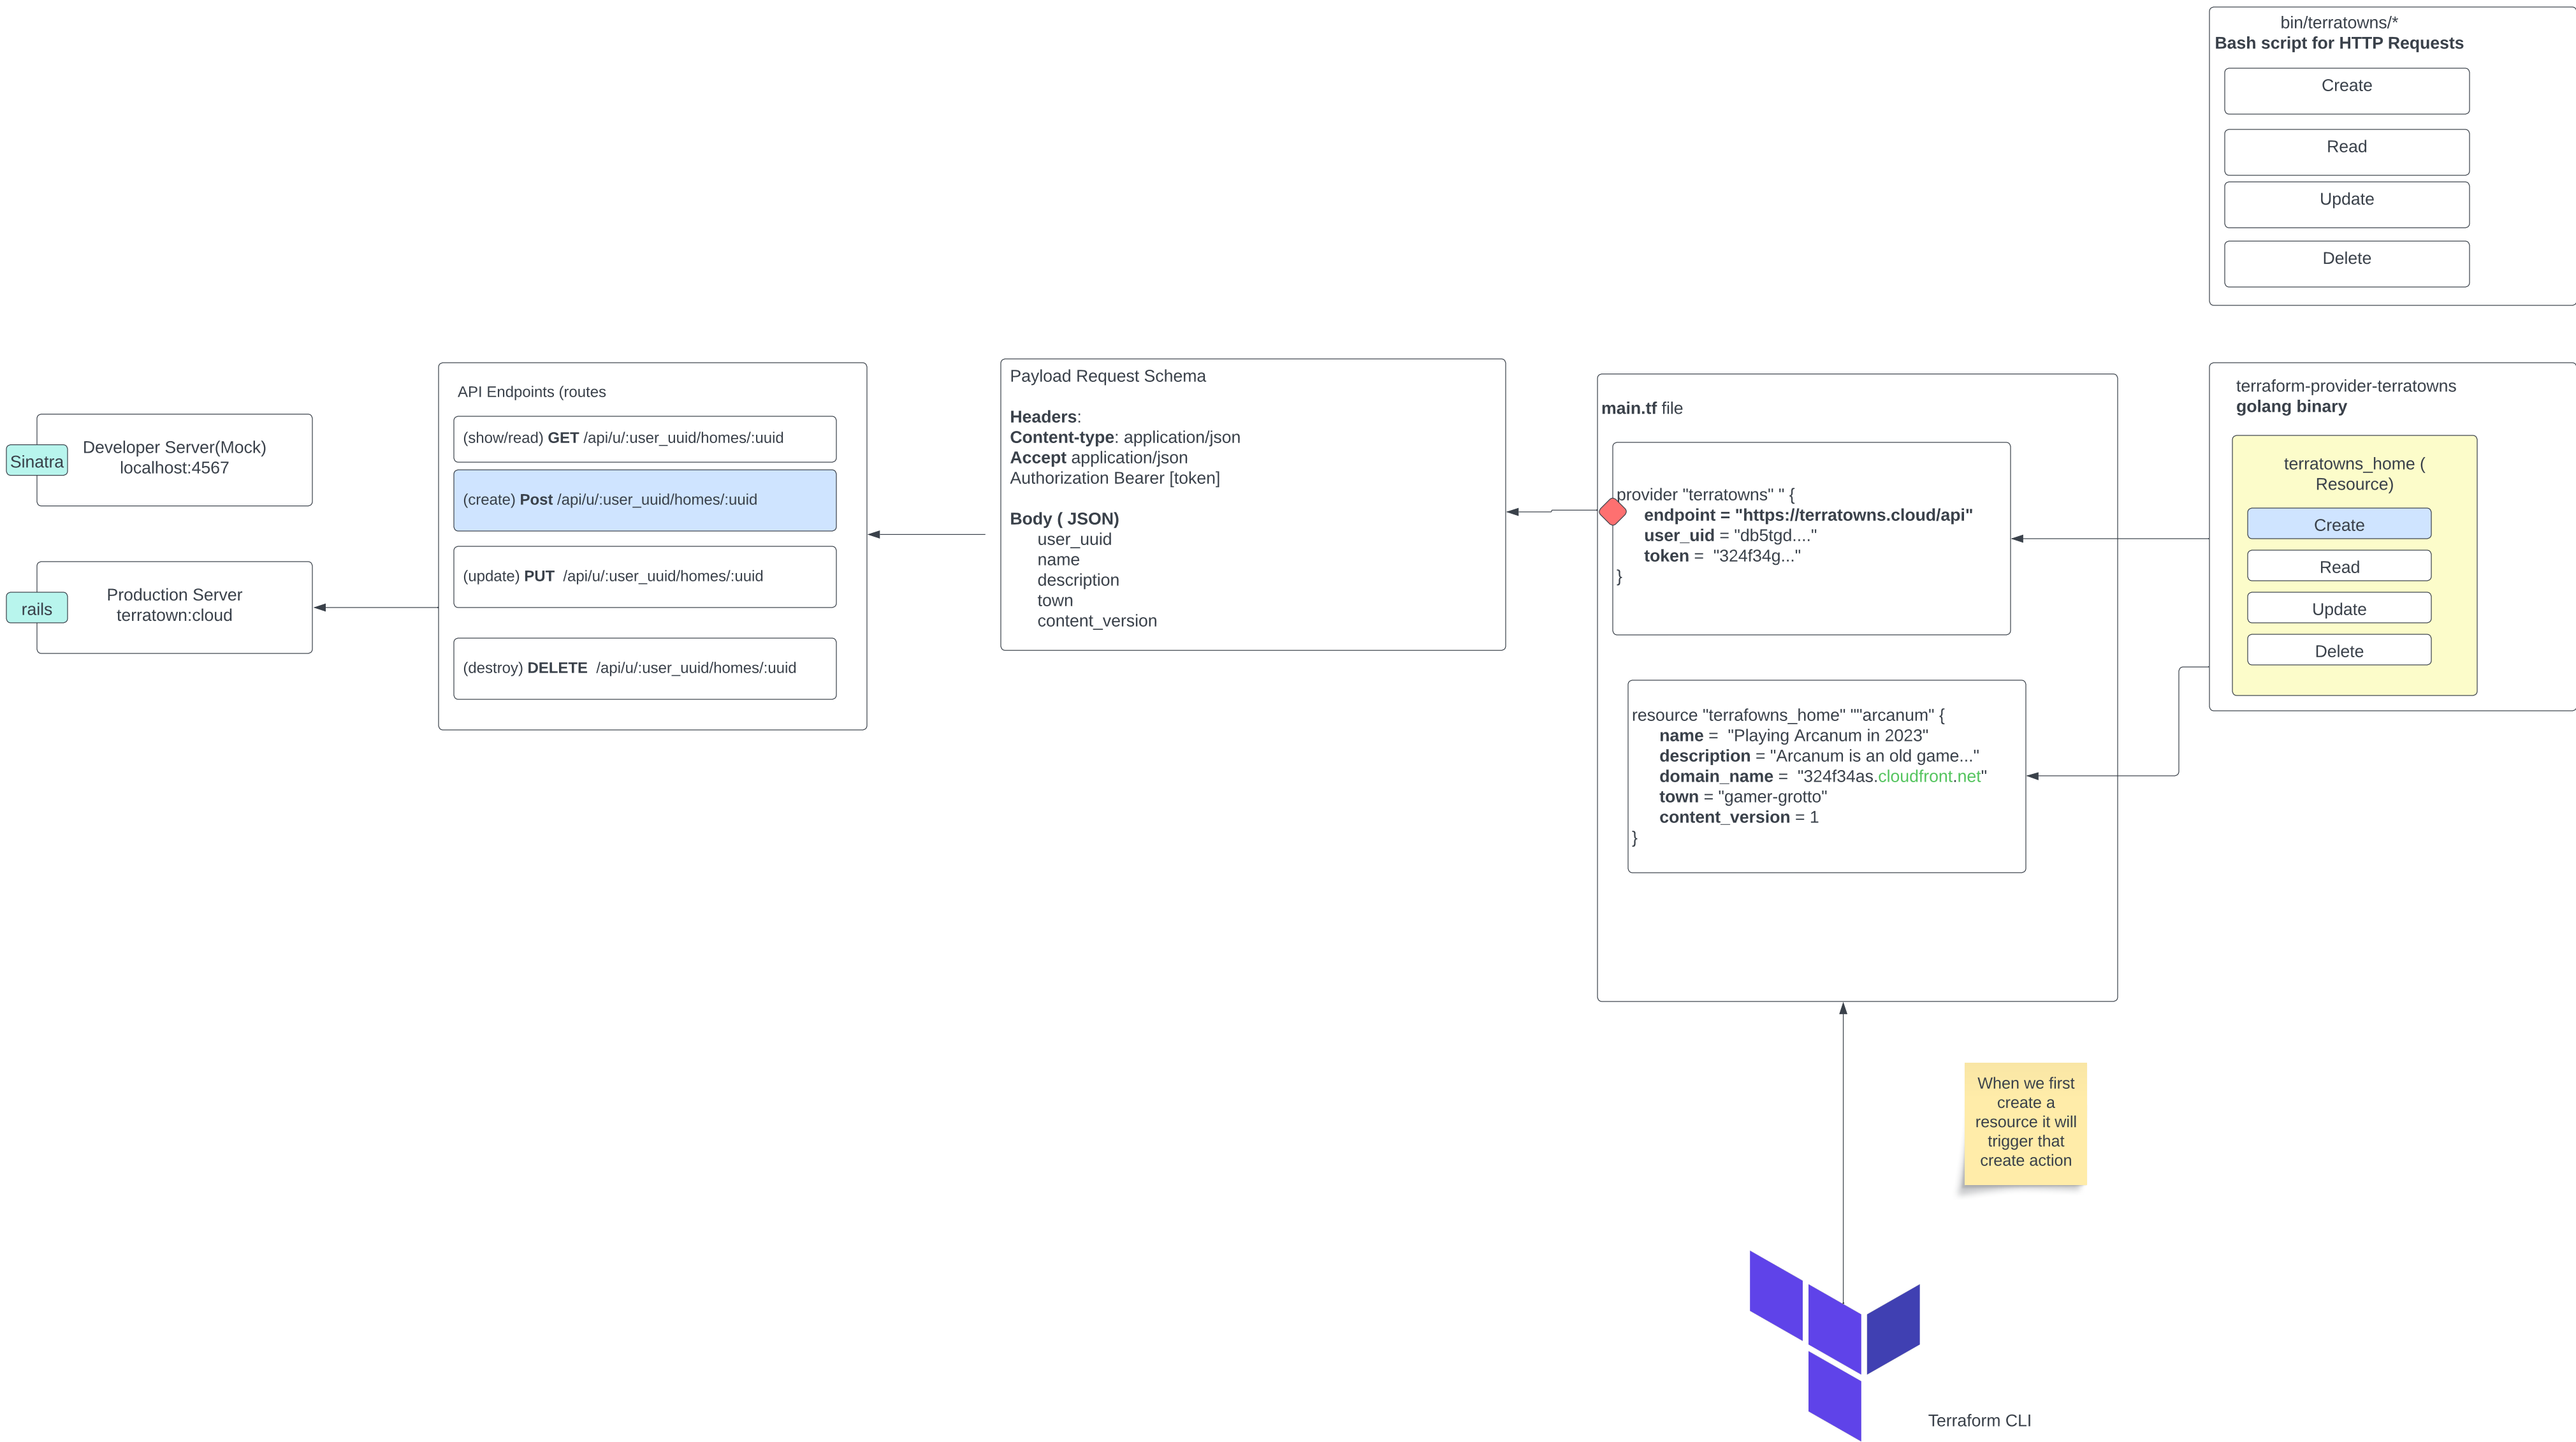 bin/terratowns/*
Bash script for HTTP Requests
Create
Read
Update
Delete
Sinatra
Developer Server(Mock)
localhost:4567
rails
Production Server
terratown:cloud
API Endpoints (routes
(show/read) GET /api/u/:user_uuid/homes/:uuid
(create) Post /api/u/:user_uuid/homes/:uuid
(update) PUT  /api/u/:user_uuid/homes/:uuid
(destroy) DELETE  /api/u/:user_uuid/homes/:uuid
Payload Request Schema
Headers:
Content-type: application/json
Accept application/json
Authorization Bearer [token]
Body ( JSON)
user_uuid
name
description
town
content_version
main.tf file
provider "terratowns" " {
endpoint = "https://terratowns.cloud/api"
user_uid = "db5tgd...."
token =  "324f34g..."
}
resource "terrafowns_home" ""arcanum" {
name =  "Playing Arcanum in 2023"
description = "Arcanum is an old game..."
domain_name =  "324f34as.cloudfront.net"
town = "gamer-grotto"
content_version = 1
}
terraform-provider-terratowns
golang binary
terratowns_home (
Resource)
Create
Read
Update
Delete
When we first
create a
resource it will
trigger that
create action
Terraform CLI